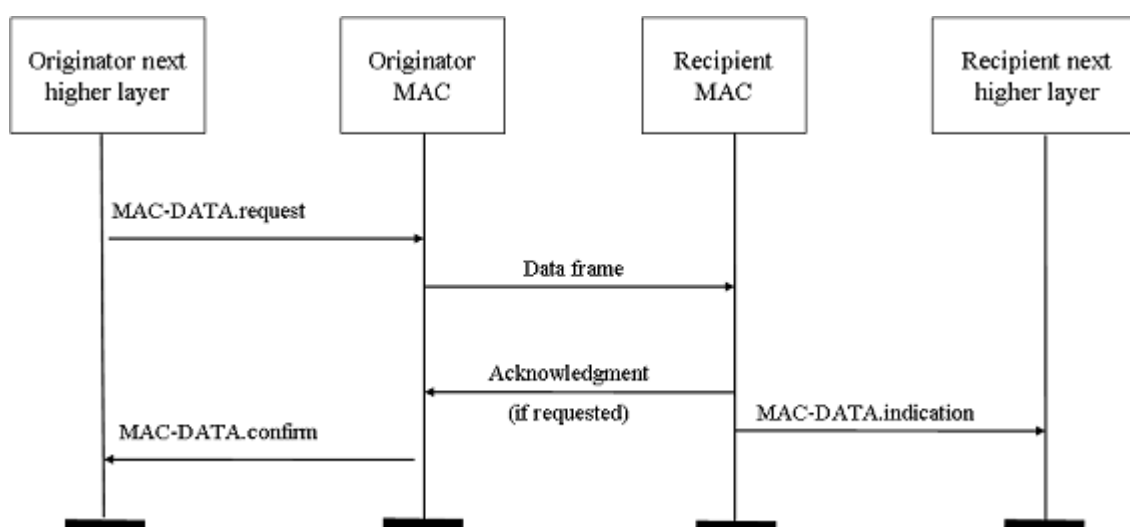 Originator next
higher layer
Originator
MAC
Recipient
MAC
Recipient next
higher layer
MAC-DATA.request
Data frame
Acknowledgment
(if requested)
MAC-DATA.indication
MAC-DATA.confirm